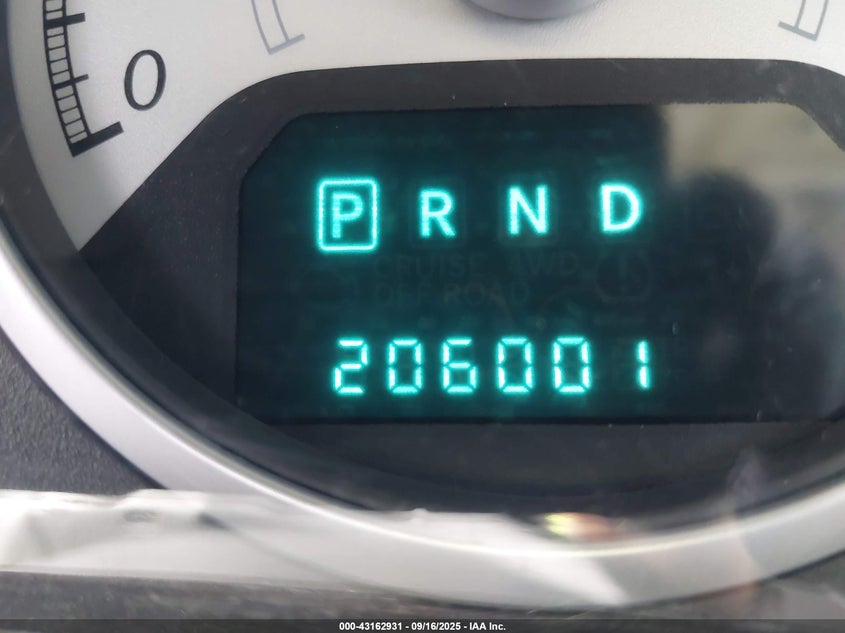 0
P R N D
CRUISE 4WD
OFF ROAD
206001
000-43162931 - 09/16/2025 - IAA Inc.